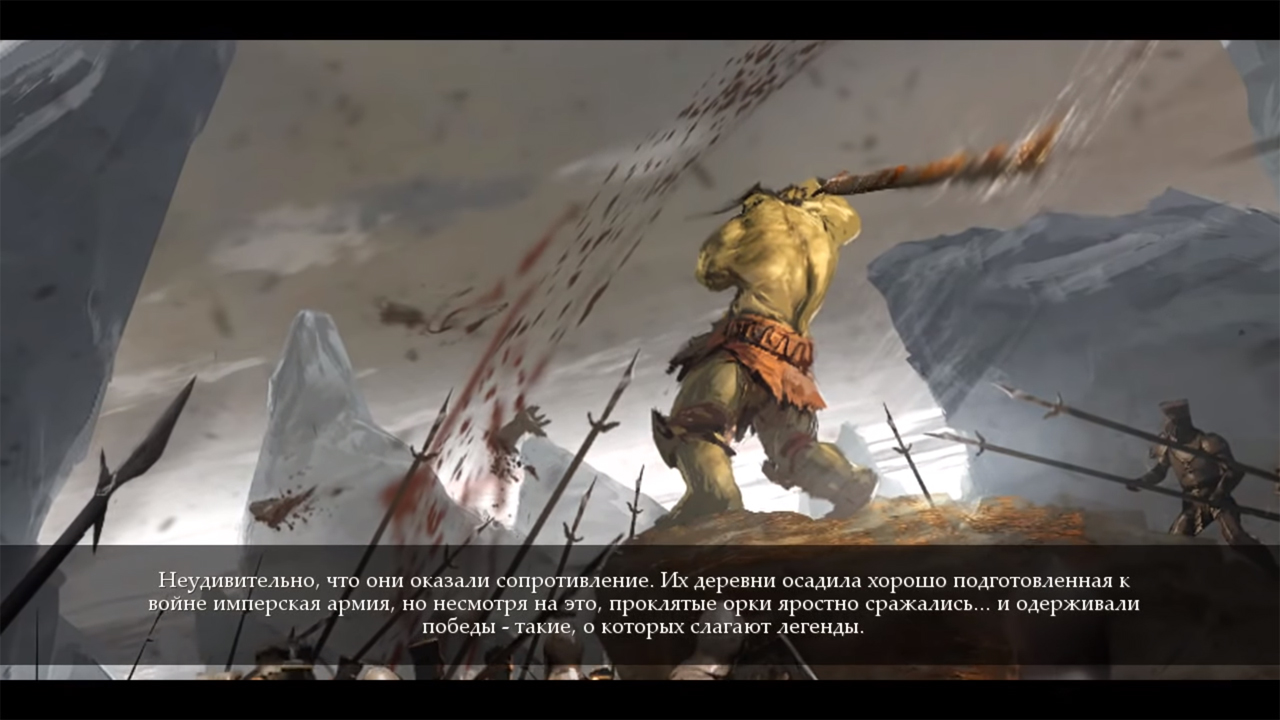 Неудивительно, что они оказали сопротивление. Их деревни осадила хорошо подготовленная к
войне имперская армия, но несмотря на это, проклятые орки яростно сражались... и одерживали
победы - такие, о которых слагают легенды.